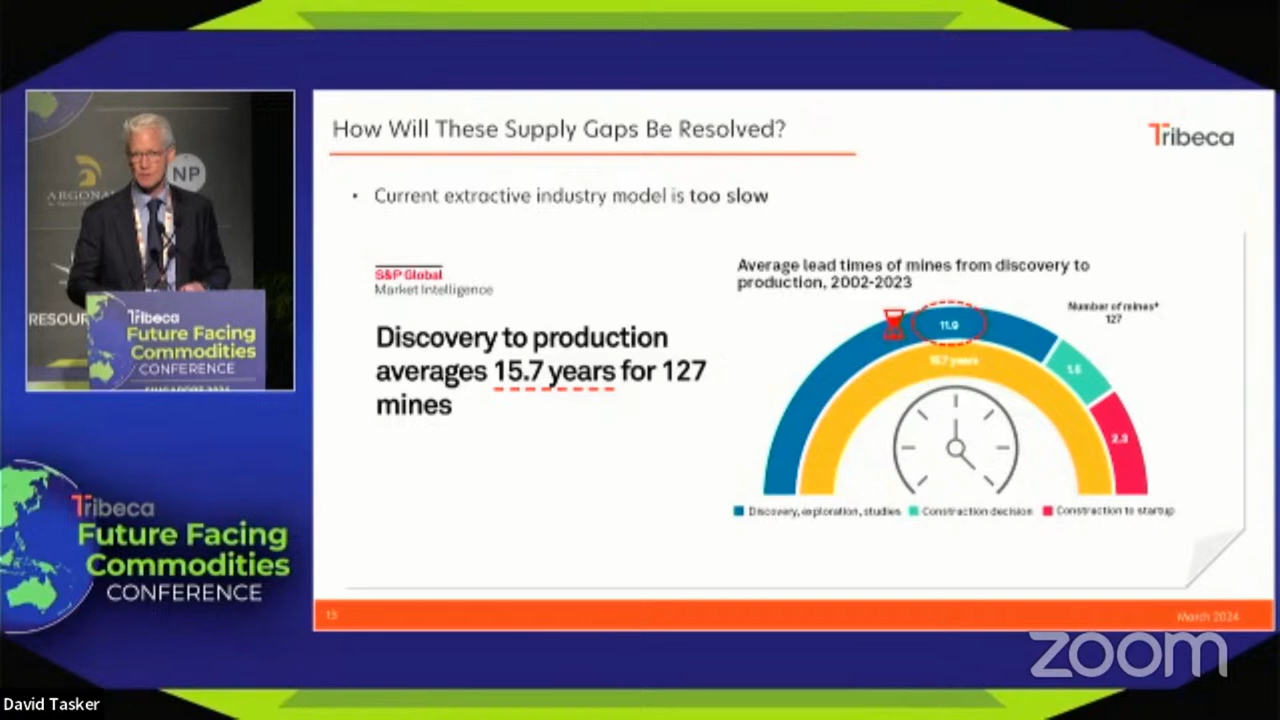 How Will These Supply Gaps Be Resolved?
Tribeca
• Current extractive industry model is too slow
S&P Global
Market Intelligence
Discovery to production
averages 15.7 years for 127
mines
Average lead times of mines from discovery to
production, 2002-2023
Number of mines*
127
11.9
15.7 years
2.3
Discovery, exploration, studies
Construction decision
Construction to startup
13
March 2024
NP
Tribeca
Future Facing
Commodities
CONFERENCE
Tribeca
Future Facing
Commodities
CONFERENCE
zoom
David Tasker